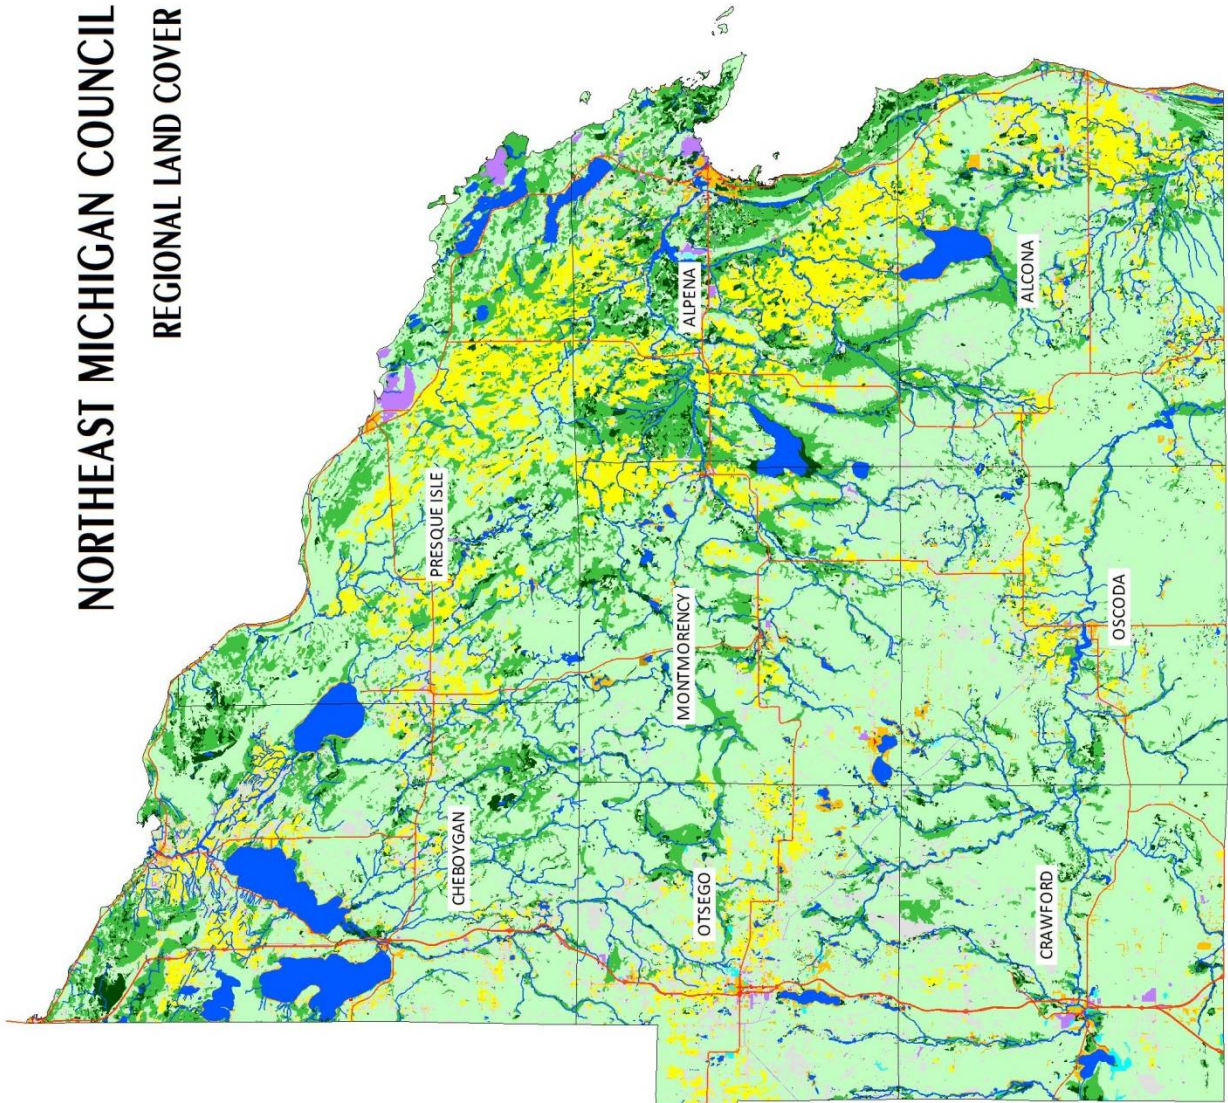 NORTHEAST MICHIGAN COUNCIL
REGIONAL LAND COVER
CHEBOYGAN
PRESQUE ISLE
OTSEGO
MONTMORENCY
ALPENA
CRAWFORD
OSCODA
ALCONA